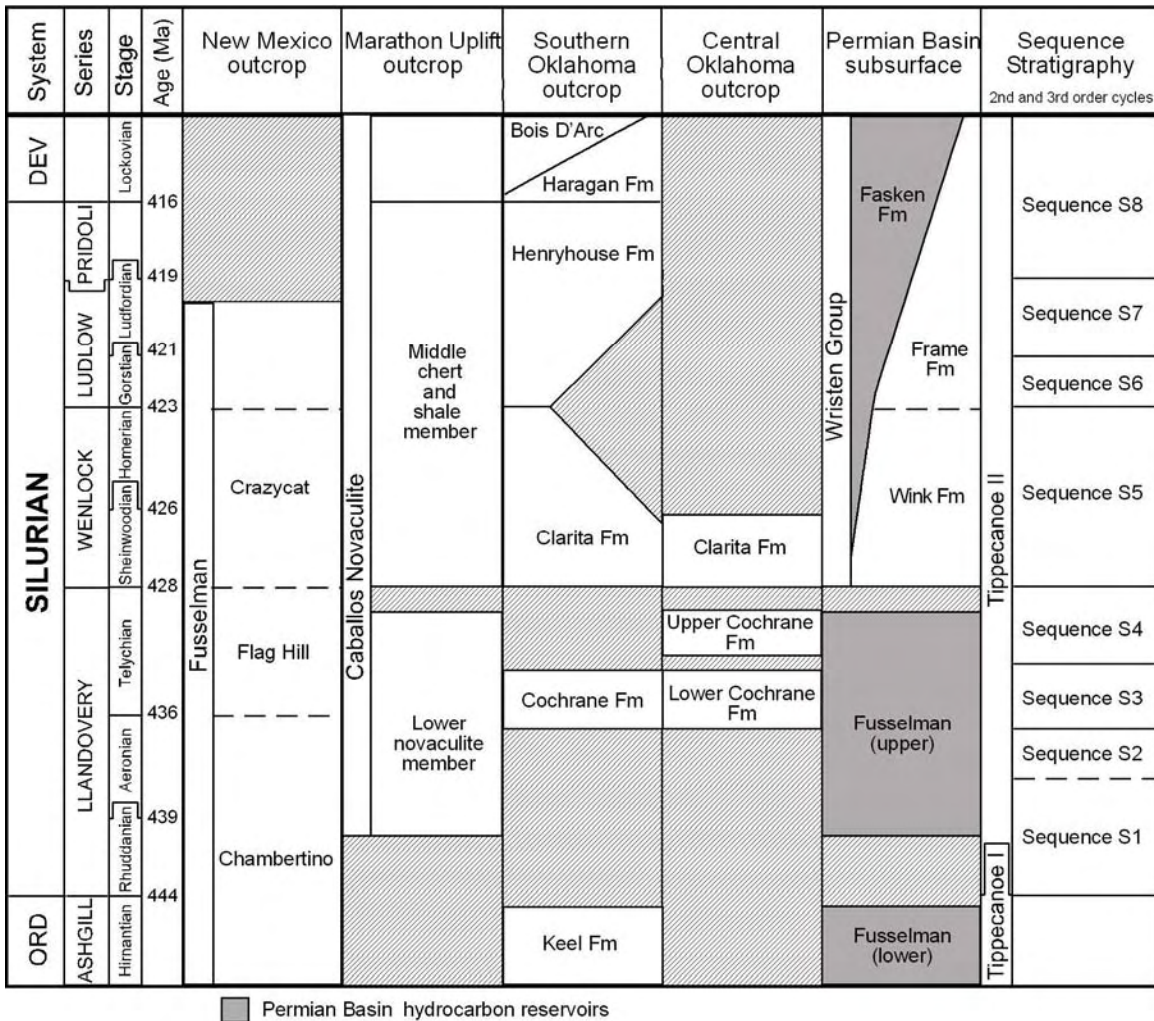 System
Series
Stage
Age (Ma)
New Mexico
outcrop
Marathon Uplift
outcrop
Southern
Oklahoma
outcrop
Central
Oklahoma
outcrop
Permian Basin
subsurface
Sequence
Stratigraphy
2nd and 3rd order cycles
DEV
SILURIAN
ORD
PRIDOLI
LUDLOW
WENLOCK
LLANDOVERY
ASHGILL
Lockovian
Ludfordian
Gorstian
Homerian
Sheinwoodian
Telychian
Aeronian
Rhuddanian
Hirnantian
416
419
421
423
426
428
436
439
444
Fusselman
Crazycat
Flag Hill
Chambertino
Caballos Novaculite
Middle
chert
and
shale
member
Lower
novaculite
member
Bois D'Arc
Haragan Fm
Henryhouse Fm
Clarita Fm
Cochrane Fm
Keel Fm
Clarita Fm
Upper Cochrane
Fm
Lower Cochrane
Fm
Wristen Group
Fasken
Fm
Frame
Fm
Wink Fm
Fusselman
(upper)
Fusselman
(lower)
Tippecanoe II
Tippecanoe I
Sequence S8
Sequence S7
Sequence S6
Sequence S5
Sequence S4
Sequence S3
Sequence S2
Sequence S1
Permian Basin hydrocarbon reservoirs